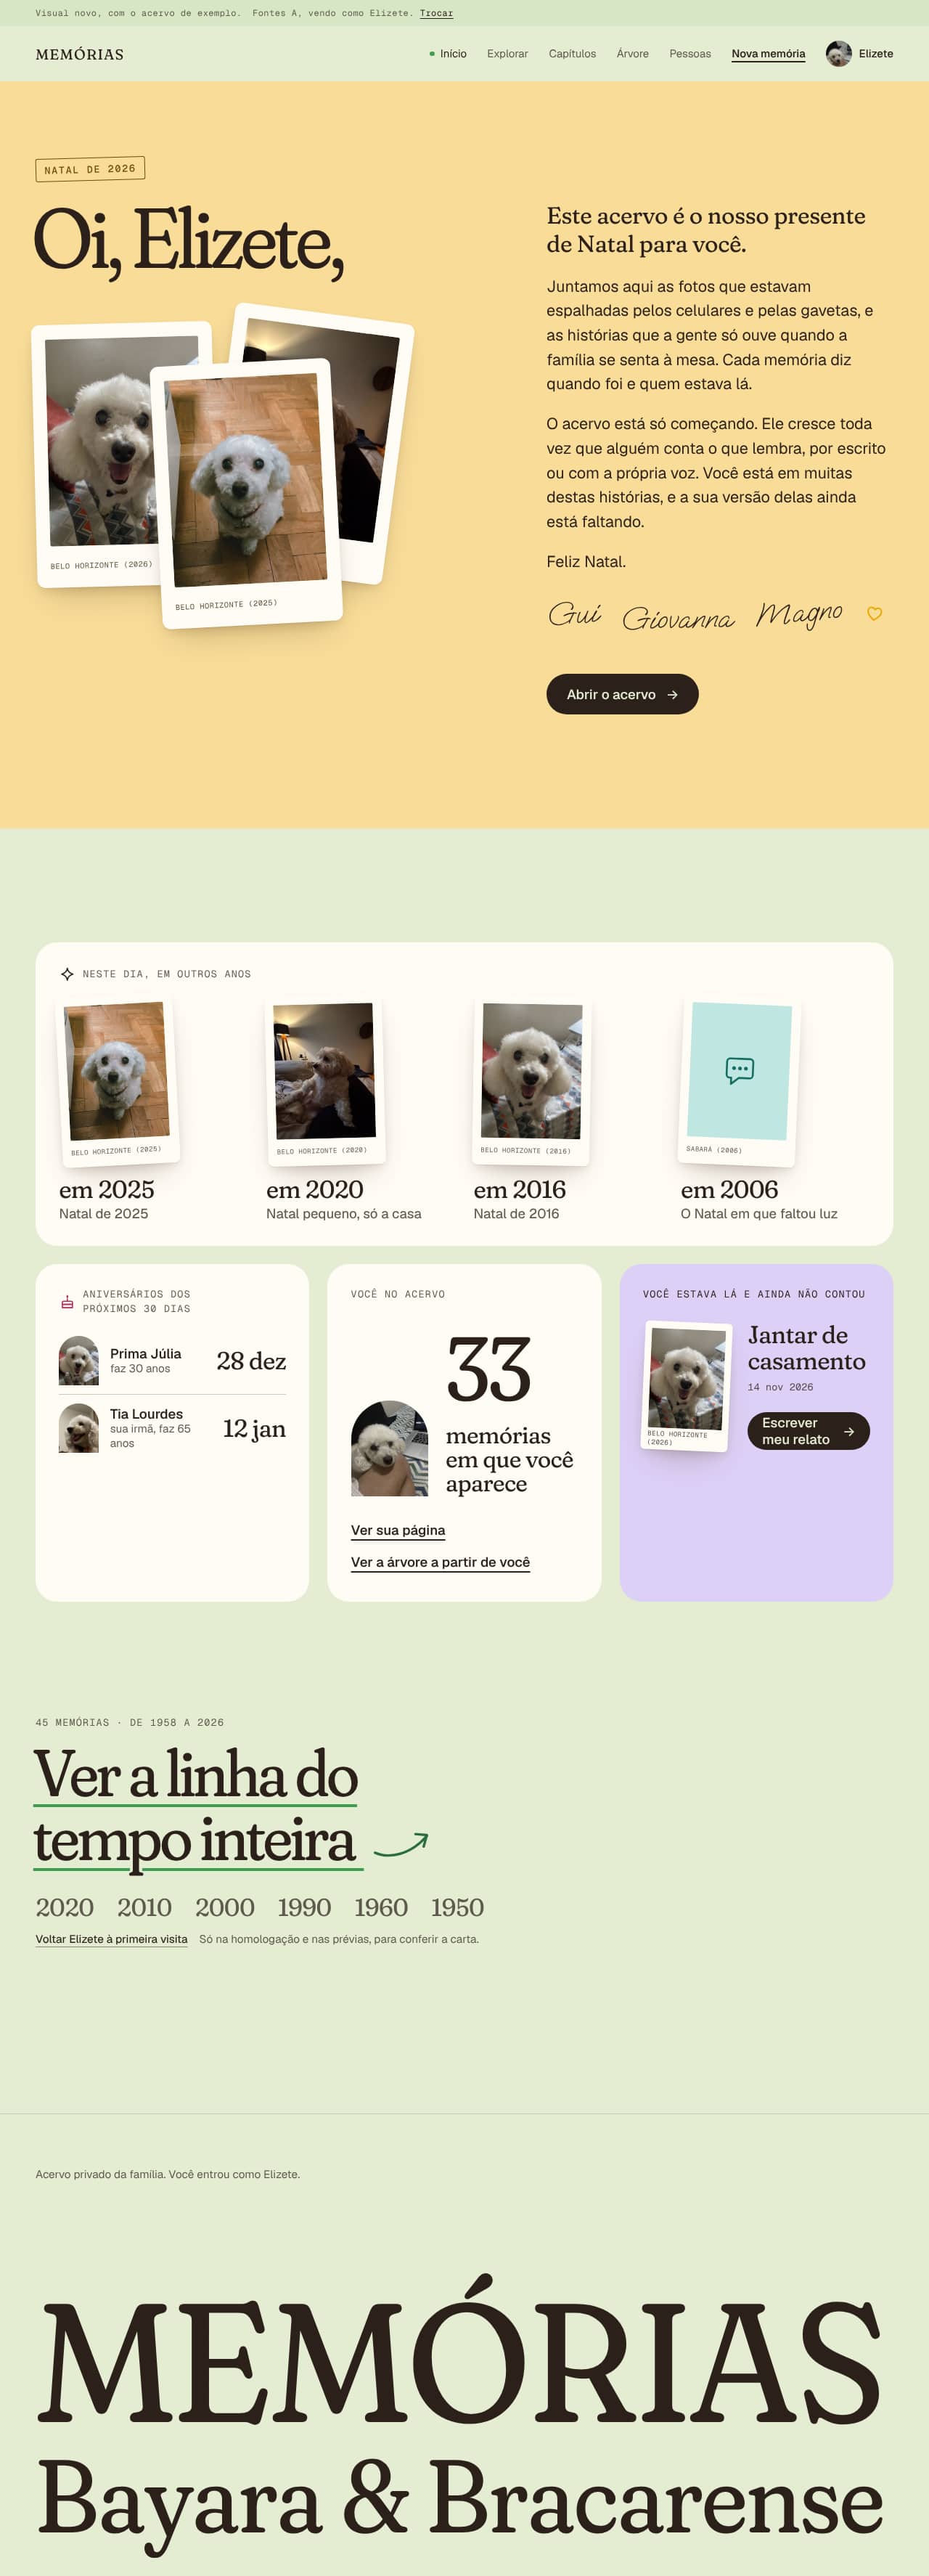 Visual novo, com o acervo de exemplo. Fontes A, vendo como Elizete. Trocar
MEMÓRIAS
Início Explorar Capítulos Árvore Pessoas Nova memória Elizete
NATAL DE 2026
Oi, Elizete,
BELO HORIZONTE (2026)
BELO HORIZONTE (2025)
Este acervo é o nosso presente
de Natal para você.
Juntamos aqui as fotos que estavam
espalhadas pelos celulares e pelas gavetas, e
as histórias que a gente só ouve quando a
família se senta à mesa. Cada memória diz
quando foi e quem estava lá.
O acervo está só começando. Ele cresce toda
vez que alguém conta o que lembra, por escrito
ou com a própria voz. Você está em muitas
destas histórias, e a sua versão delas ainda
está faltando.
Feliz Natal.
Gui Giovanna Magno
Abrir o acervo →
NESTE DIA, EM OUTROS ANOS
BELO HORIZONTE (2025)
em 2025
Natal de 2025
BELO HORIZONTE (2020)
em 2020
Natal pequeno, só a casa
BELO HORIZONTE (2016)
em 2016
Natal de 2016
SABARÁ (2006)
em 2006
O Natal em que faltou luz
ANIVERSÁRIOS DOS
PRÓXIMOS 30 DIAS
Prima Júlia
faz 30 anos
28 dez
Tia Lourdes
sua irmã, faz 65
anos
12 jan
VOCÊ NO ACERVO
33
memórias
em que você
aparece
Ver sua página
Ver a árvore a partir de você
VOCÊ ESTAVA LÁ E AINDA NÃO CONTOU
BELO HORIZONTE
(2026)
Jantar de
casamento
14 nov 2026
Escrever
meu relato →
45 MEMÓRIAS · DE 1958 A 2026
Ver a linha do
tempo inteira
2020 2010 2000 1990 1960 1950
Voltar Elizete à primeira visita Só na homologação e nas prévias, para conferir a carta.
Acervo privado da família. Você entrou como Elizete.
MEMÓRIAS
Bayara & Bracarense